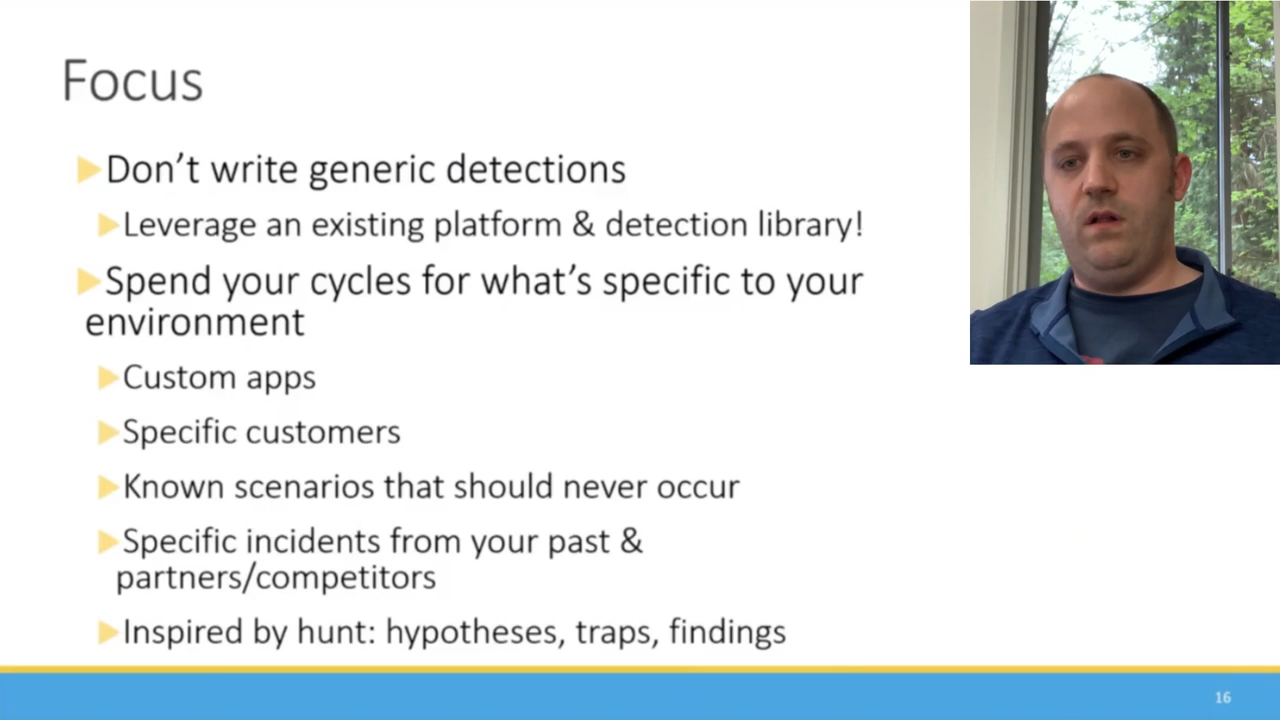 Focus
Don’t write generic detections
Leverage an existing platform & detection library!
Spend your cycles for what’s specific to your
environment
Custom apps
Specific customers
Known scenarios that should never occur
Specific incidents from your past &
partners/competitors
Inspired by hunt: hypotheses, traps, findings
16